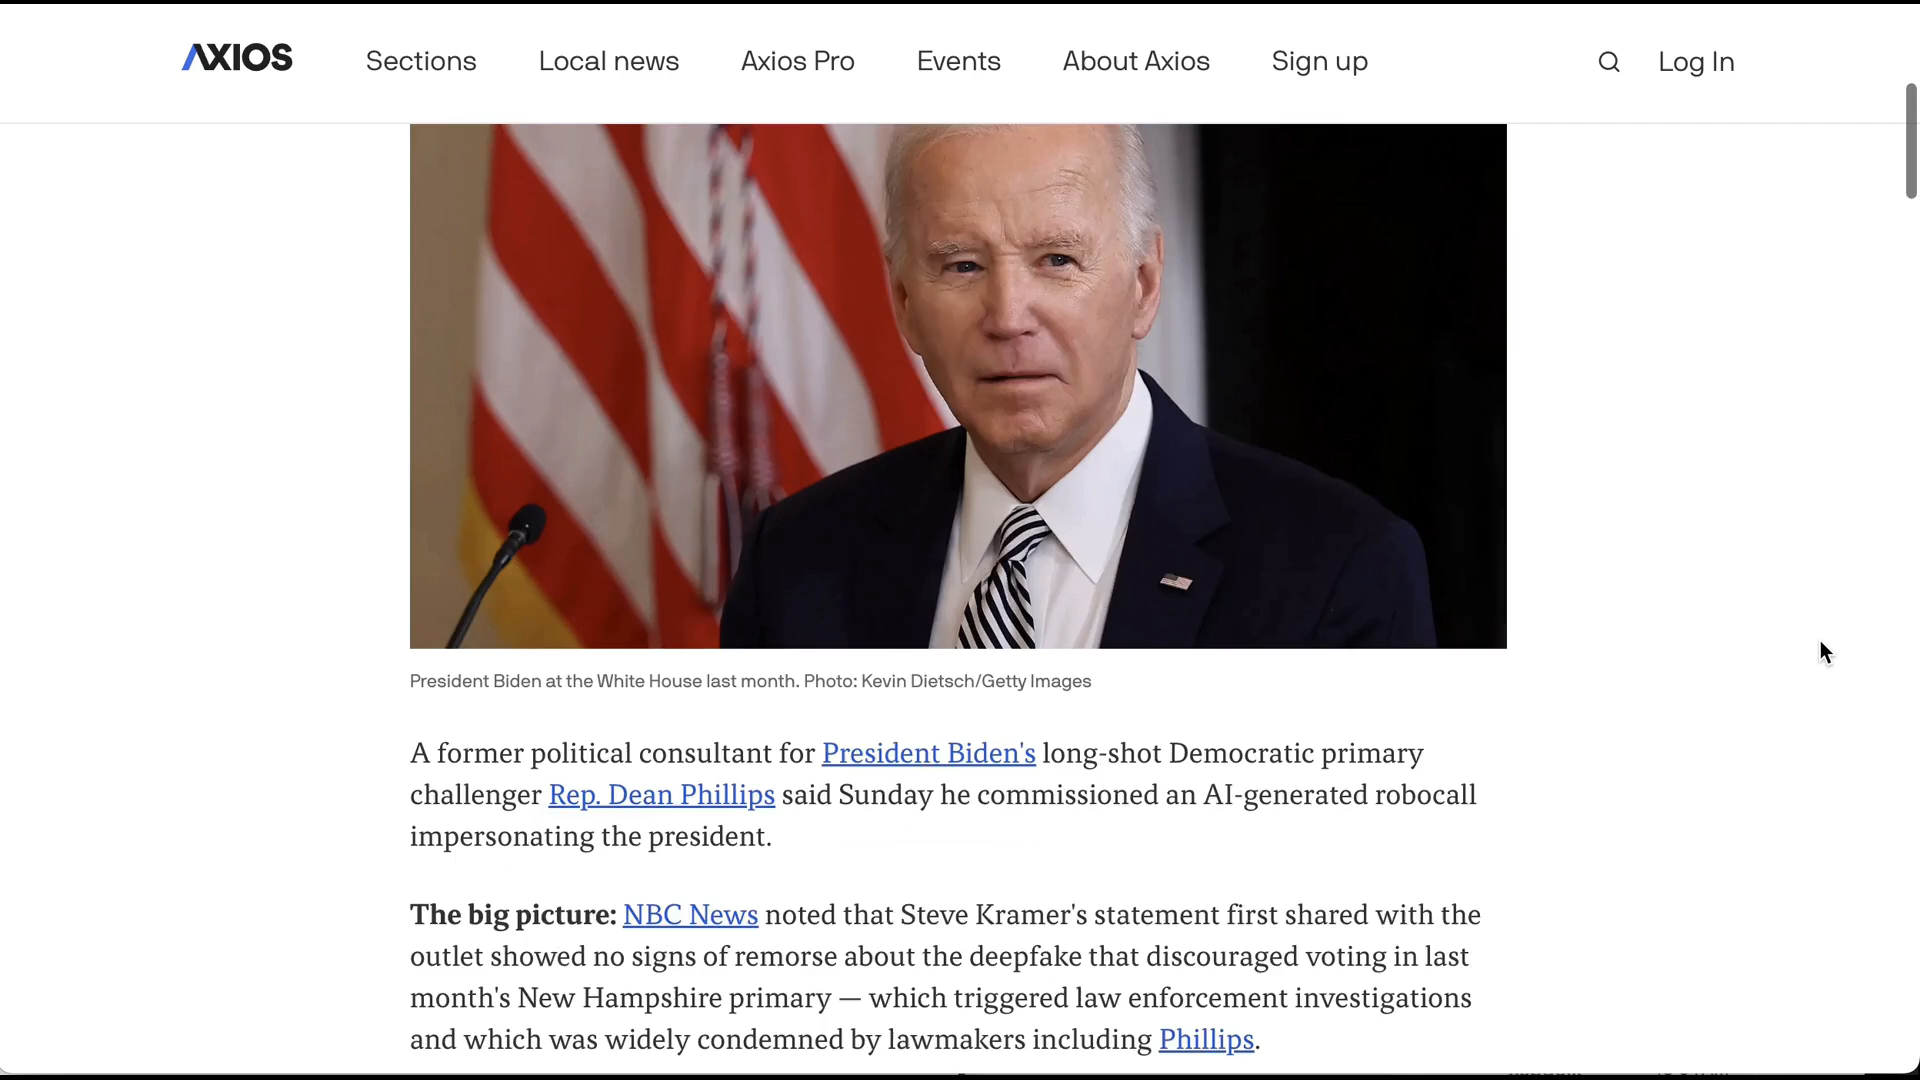 AXIOS Sections Local news Axios Pro Events About Axios Sign up Log In
President Biden at the White House last month. Photo: Kevin Dietsch/Getty Images
A former political consultant for President Biden's long-shot Democratic primary
challenger Rep. Dean Phillips said Sunday he commissioned an AI-generated robocall
impersonating the president.
The big picture: NBC News noted that Steve Kramer's statement first shared with the
outlet showed no signs of remorse about the deepfake that discouraged voting in last
month's New Hampshire primary — which triggered law enforcement investigations
and which was widely condemned by lawmakers including Phillips.